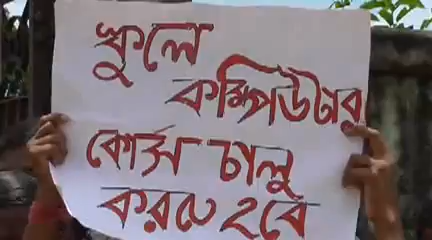 স্কুলে
কম্পিউটার
কোর্স চালু
করতে হবে